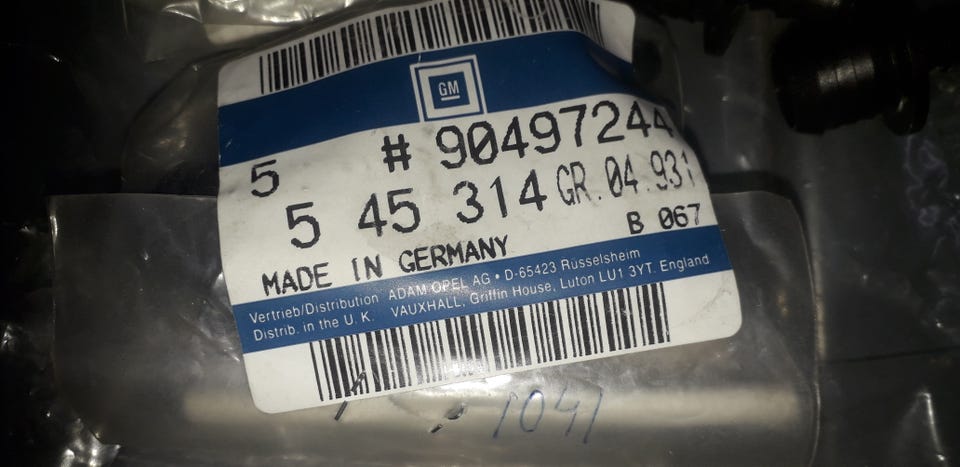 GM
5 # 90497244
5 45 314 GR. 04.931
B 067
MADE IN GERMANY
Vertrieb/Distribution ADAM OPEL AG • D-65423 Rüsselsheim
Distrib. in the U. K. VAUXHALL, Griffin House, Luton LU1 3YT. England
1041